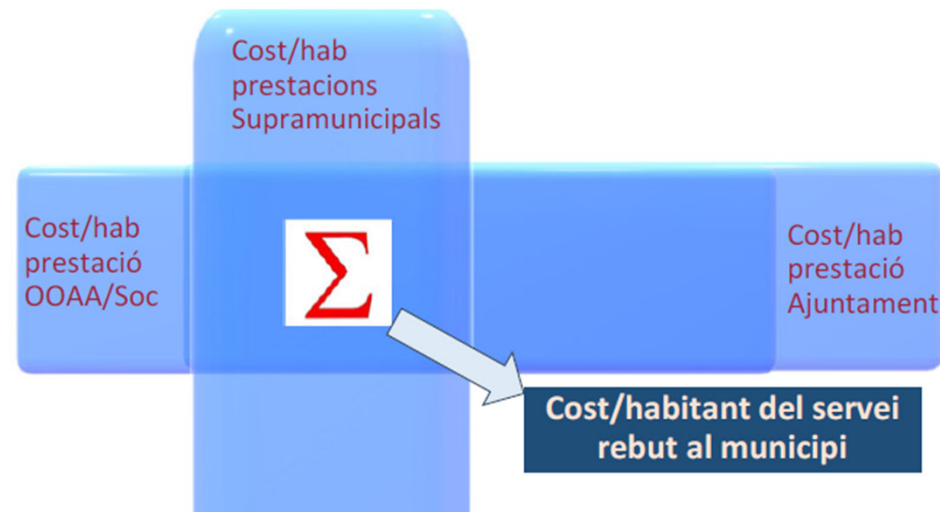 Cost/hab
prestacions
Supramunicipals
Cost/hab
prestació
OOAA/Soc
Σ
Cost/hab
prestació
Ajuntament
Cost/habitant del servei
rebut al municipi